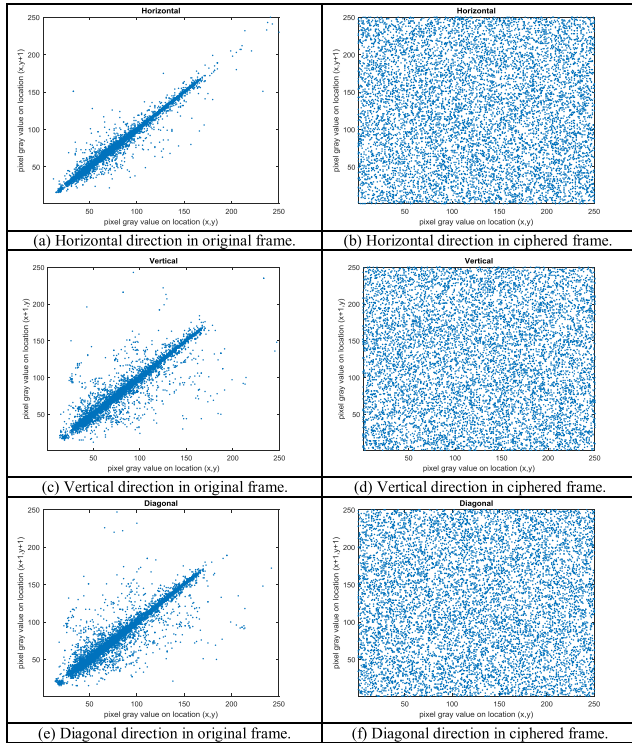 Horizontal
pixel gray value on location (x,y+1)
250
200
150
100
50
50 100 150 200 250
pixel gray value on location (x,y)
(a) Horizontal direction in original frame.
Horizontal
pixel gray value on location (x,y+1)
250
200
150
100
50
50 100 150 200 250
pixel gray value on location (x,y)
(b) Horizontal direction in ciphered frame.
Vertical
pixel gray value on location (x+1,y)
250
200
150
100
50
50 100 150 200 250
pixel gray value on location (x,y)
(c) Vertical direction in original frame.
Vertical
pixel gray value on location (x+1,y)
250
200
150
100
50
50 100 150 200 250
pixel gray value on location (x,y)
(d) Vertical direction in ciphered frame.
Diagonal
pixel gray value on location (x+1,y+1)
250
200
150
100
50
50 100 150 200 250
pixel gray value on location (x,y)
(e) Diagonal direction in original frame.
Diagonal
pixel gray value on location (x+1,y+1)
250
200
150
100
50
50 100 150 200 250
pixel gray value on location (x,y)
(f) Diagonal direction in ciphered frame.